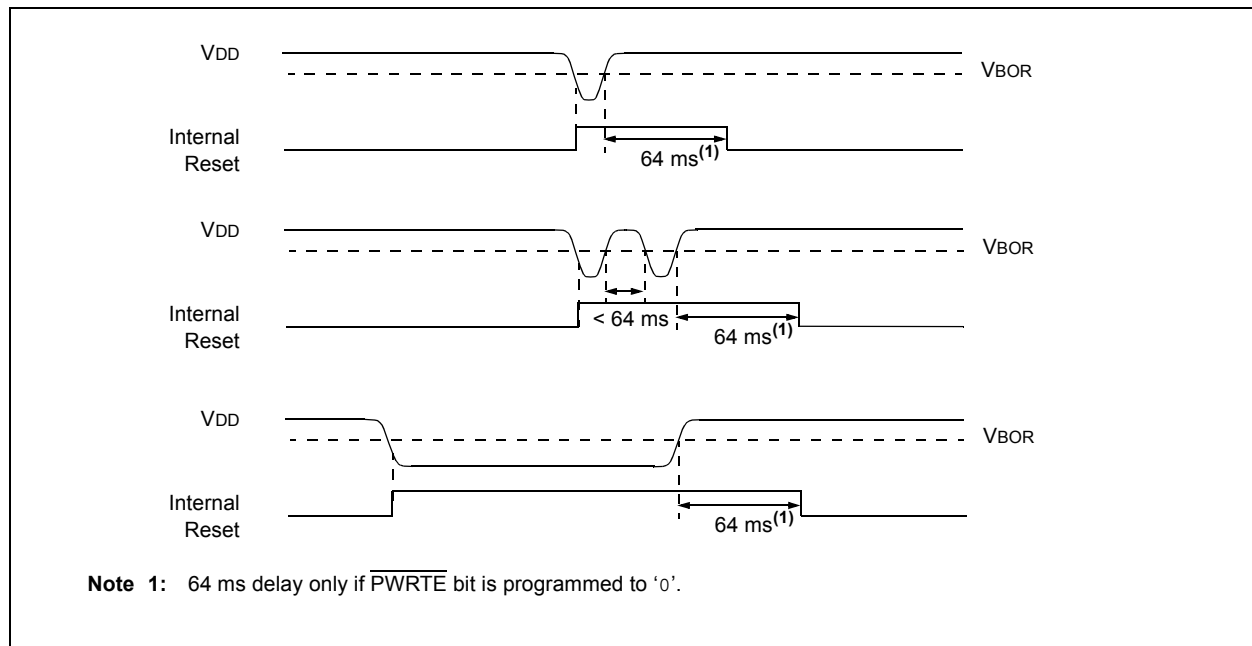 VDD
VBOR
Internal
Reset
64 ms(1)
VDD
VBOR
Internal
Reset
< 64 ms
64 ms(1)
VDD
VBOR
Internal
Reset
64 ms(1)
Note 1: 64 ms delay only if PWRTE bit is programmed to ‘0’.